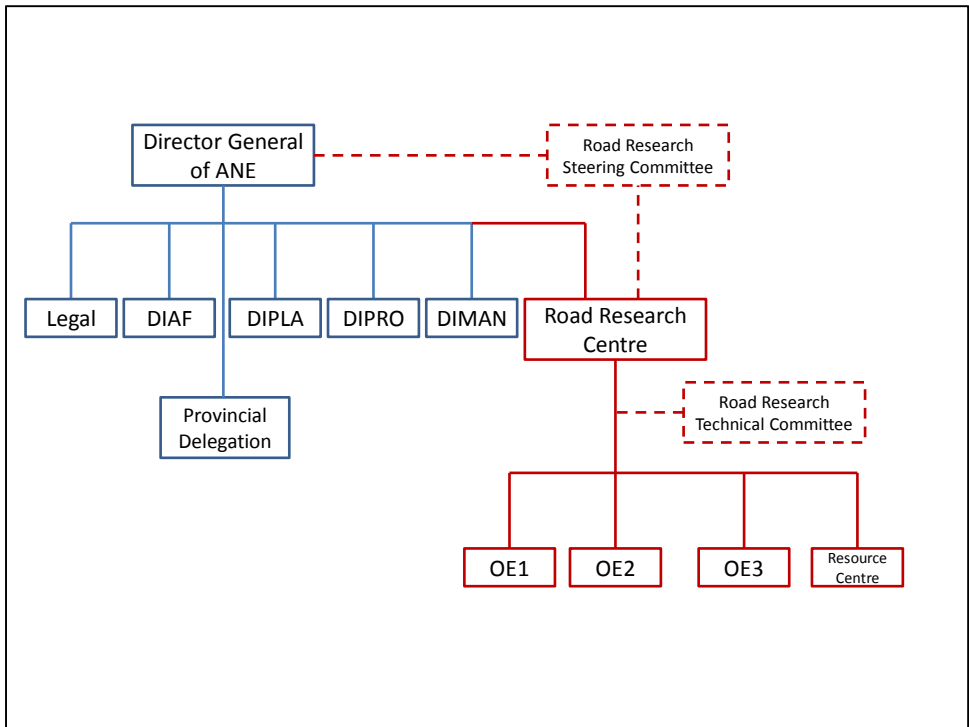 Director General
of ANE
Road Research
Steering Committee
Legal
DIAF
DIPLA
DIPRO
DIMAN
Road Research
Centre
Provincial
Delegation
Road Research
Technical Committee
OE1
OE2
OE3
Resource
Centre